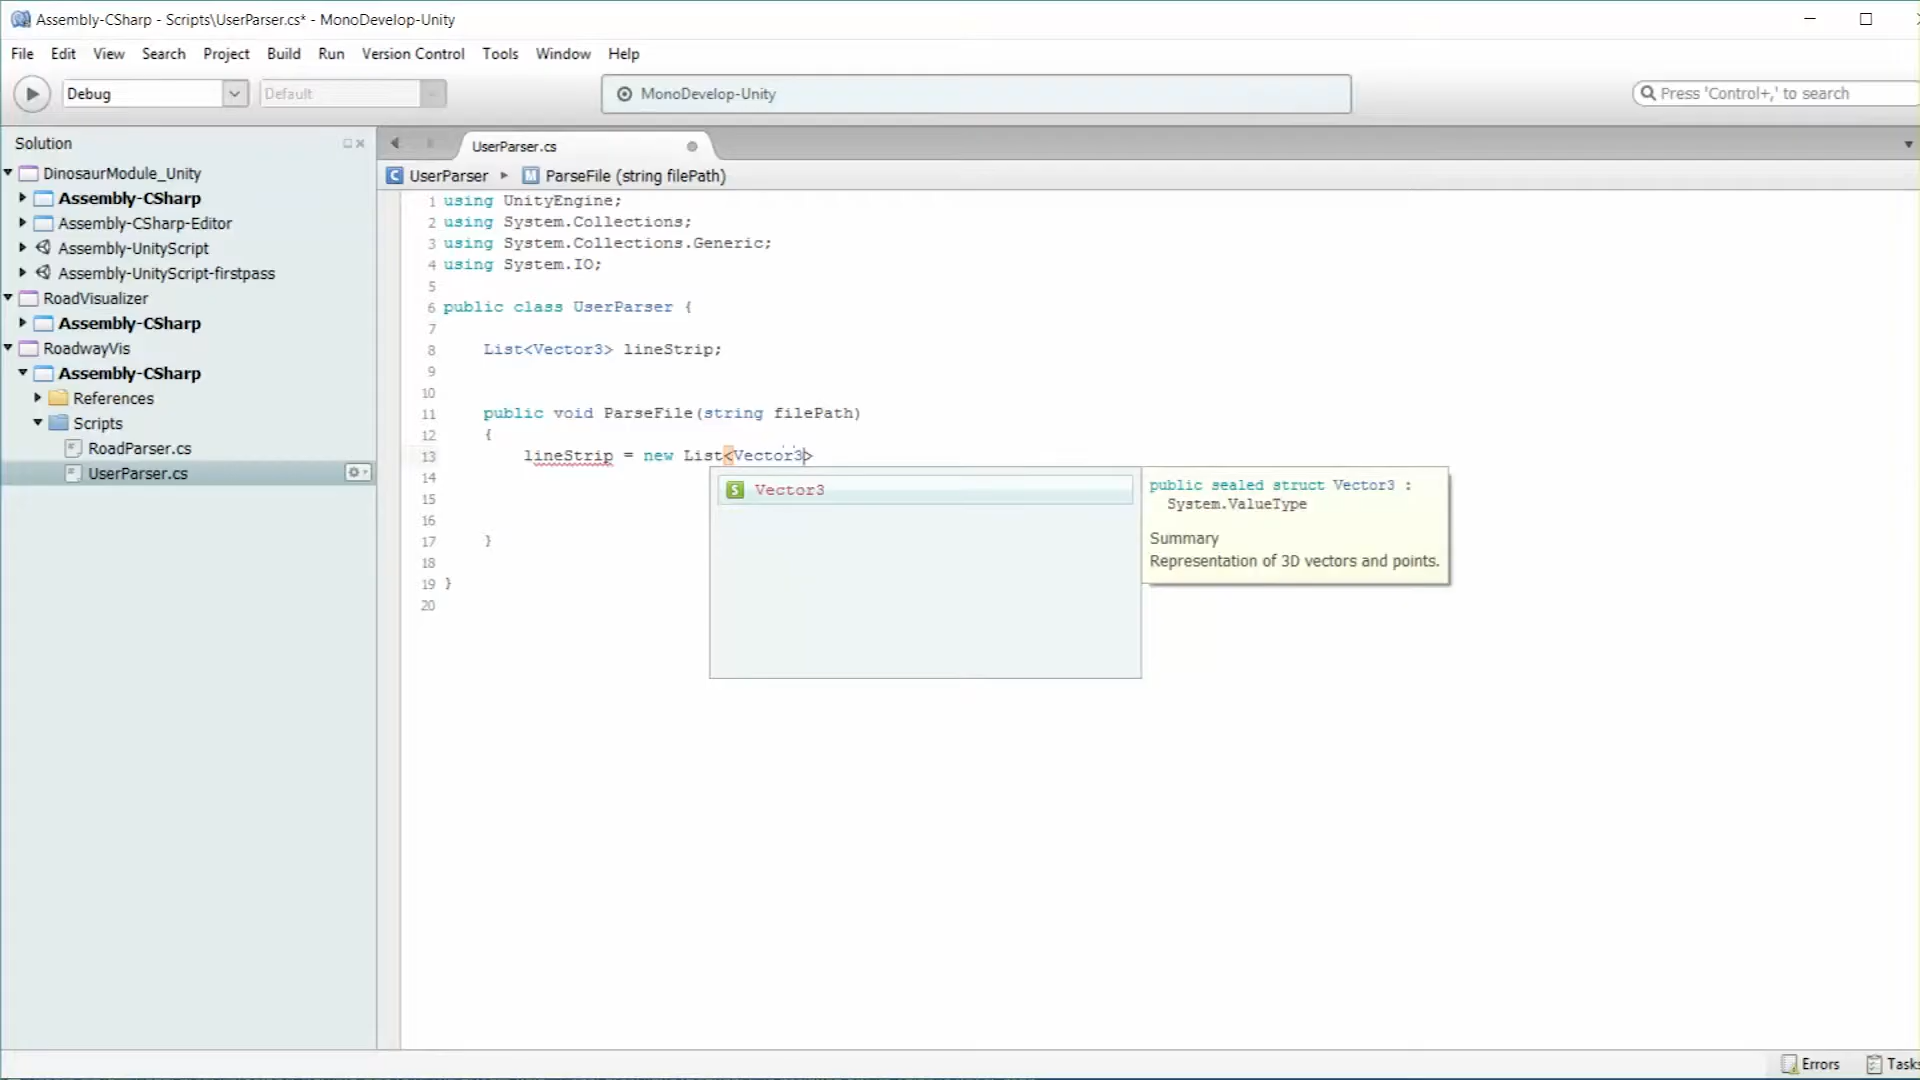 Assembly-CSharp - Scripts\UserParser.cs* - MonoDevelop-Unity
File Edit View Search Project Build Run Version Control Tools Window Help
Debug
Default
MonoDevelop-Unity
Press 'Control+,' to search
Solution
DinosaurModule_Unity
Assembly-CSharp
Assembly-CSharp-Editor
Assembly-UnityScript
Assembly-UnityScript-firstpass
RoadVisualizer
Assembly-CSharp
RoadwayVis
Assembly-CSharp
References
Scripts
RoadParser.cs
UserParser.cs
UserParser.cs
UserParser ▸ M ParseFile (string filePath)
1 using UnityEngine;
2 using System.Collections;
3 using System.Collections.Generic;
4 using System.IO;
5
6 public class UserParser {
7
8 List<Vector3> lineStrip;
9
10
11 public void ParseFile(string filePath)
12 {
13 lineStrip = new List<Vector3>
14
15
16
17 }
18
19 }
20
S Vector3
public sealed struct Vector3 :
System.ValueType
Summary
Representation of 3D vectors and points.
Errors
Tasks